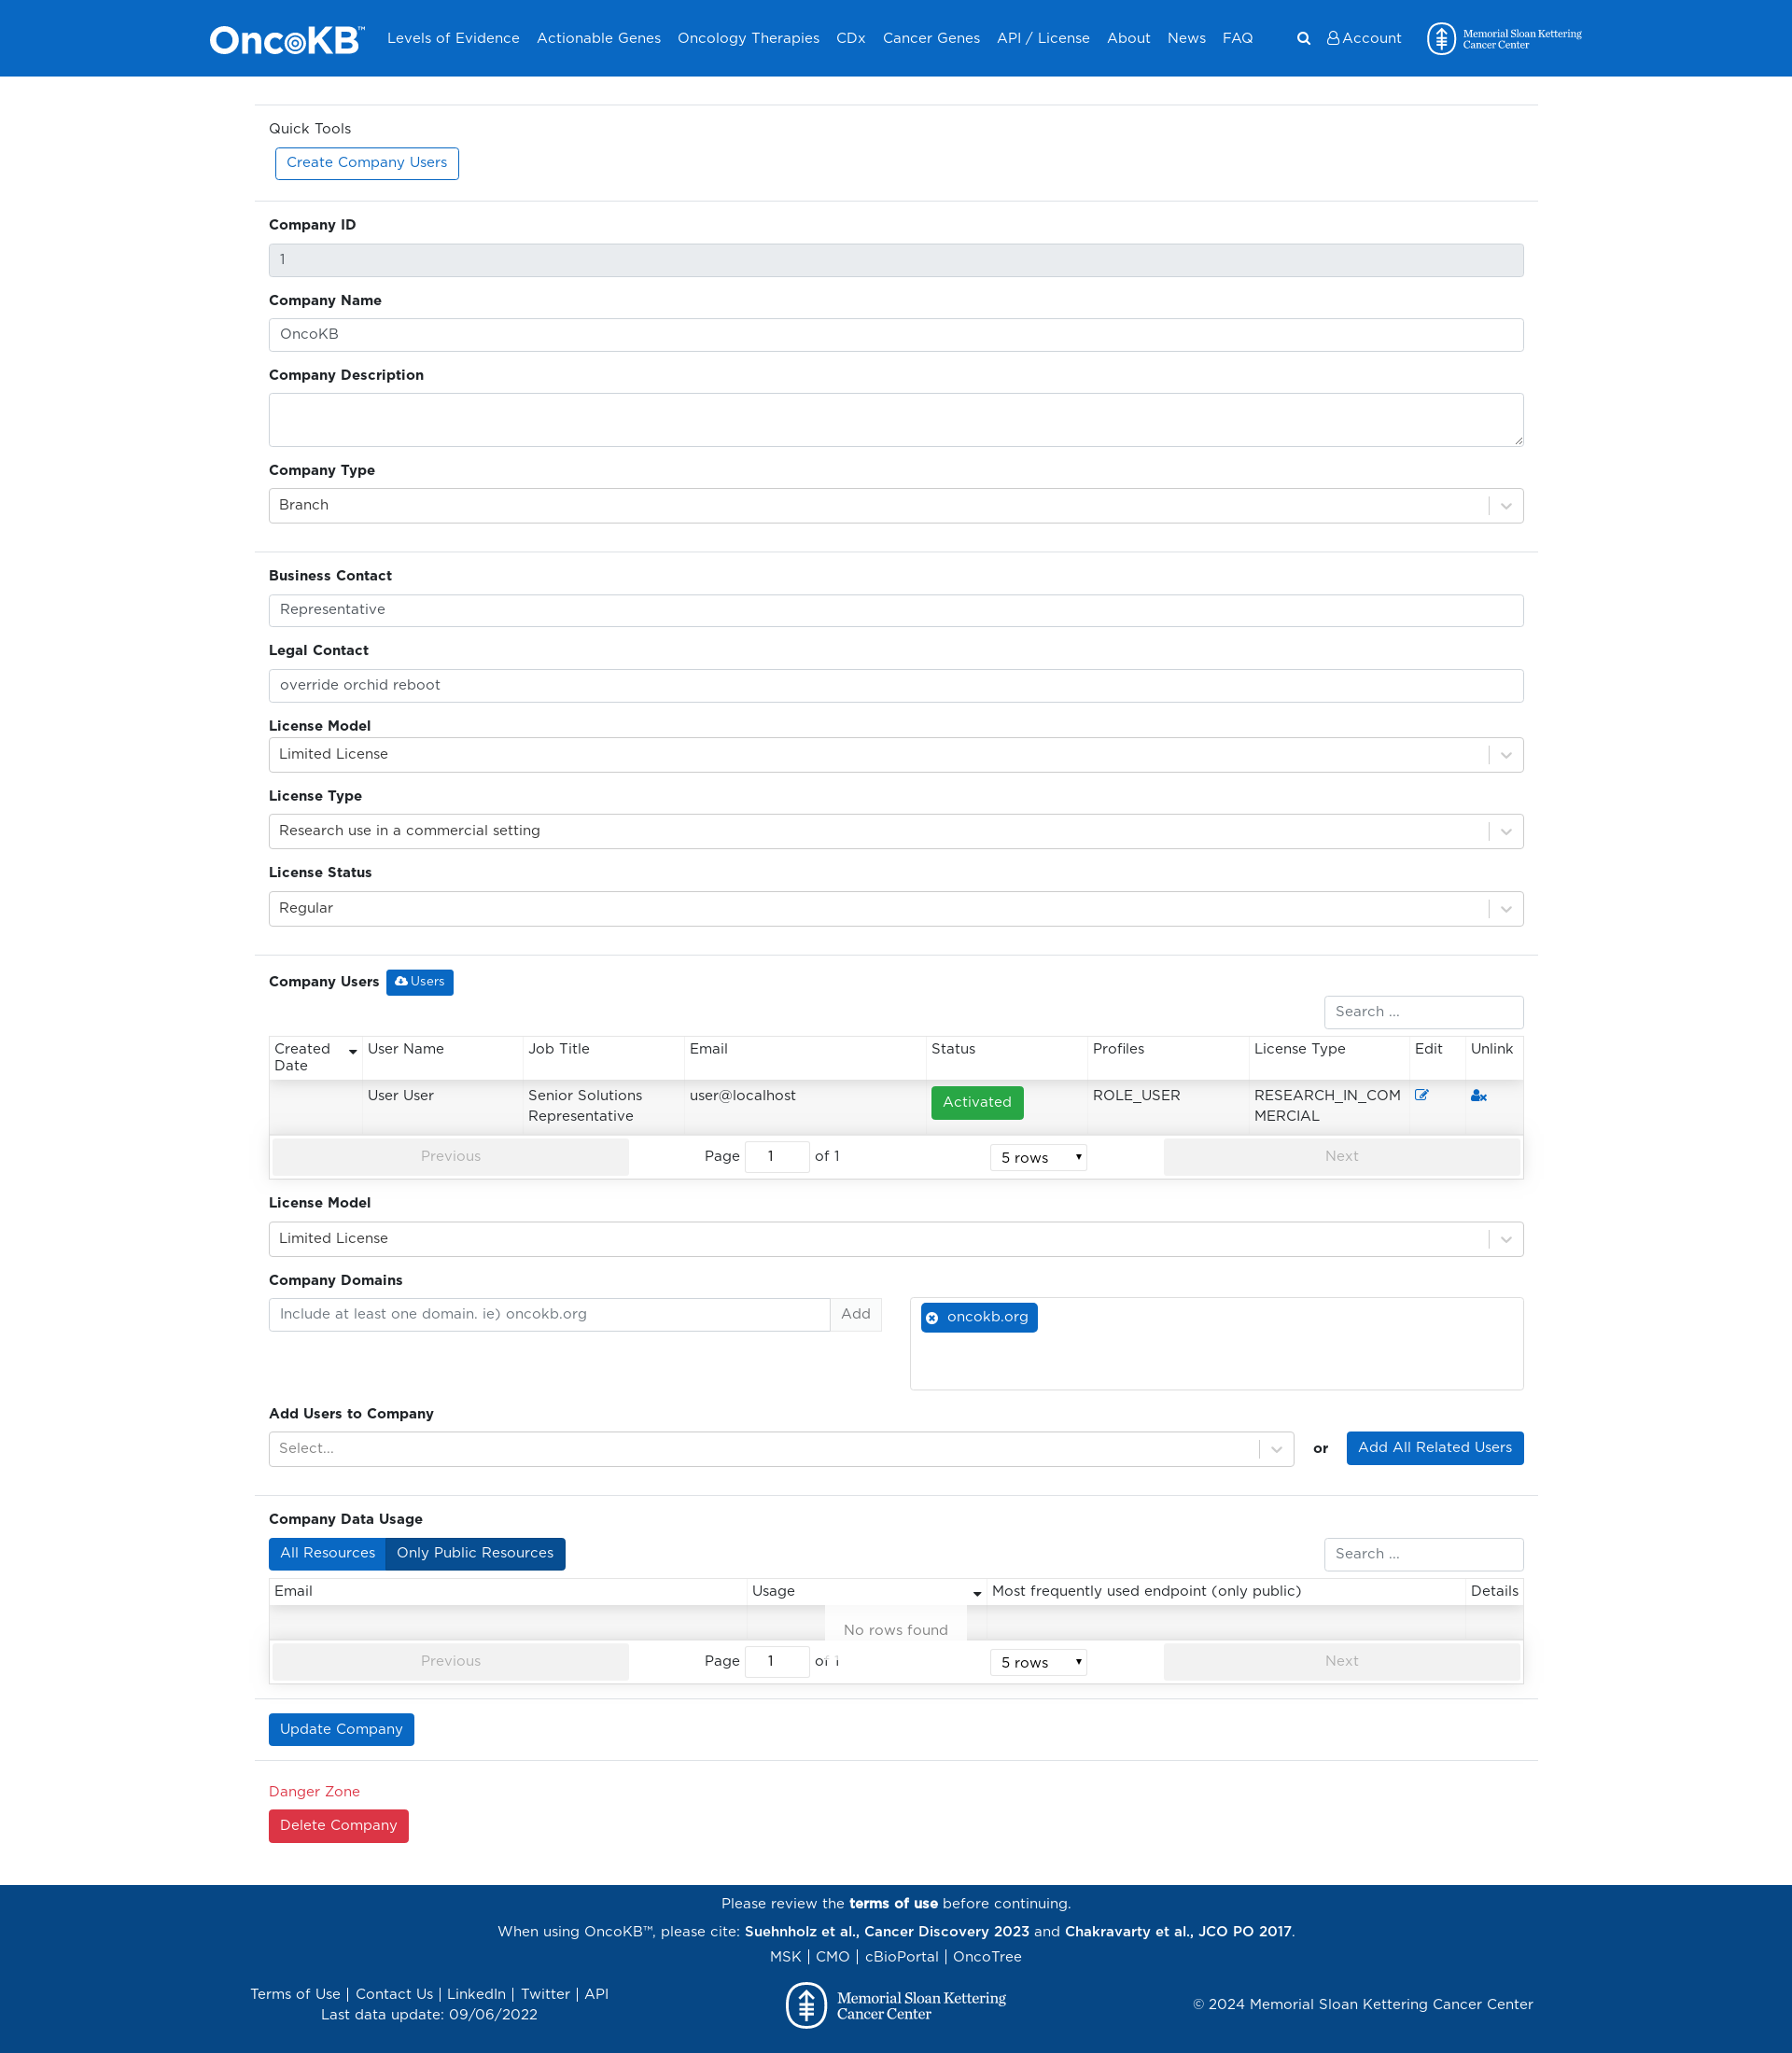 OncoKB™ Levels of Evidence Actionable Genes Oncology Therapies CDx Cancer Genes API / License About News FAQ Account Memorial Sloan Kettering Cancer Center
Quick Tools
Create Company Users
Company ID
1
Company Name
OncoKB
Company Description
Company Type
Branch
Business Contact
Representative
Legal Contact
override orchid reboot
License Model
Limited License
License Type
Research use in a commercial setting
License Status
Regular
Company Users Users
Search ...
Created Date User Name Job Title Email Status Profiles License Type Edit Unlink
User User Senior Solutions Representative user@localhost Activated ROLE_USER RESEARCH_IN_COMMERCIAL
Previous Page 1 of 1 5 rows Next
License Model
Limited License
Company Domains
Include at least one domain. ie) oncokb.org Add oncokb.org
Add Users to Company
Select... or Add All Related Users
Company Data Usage
All Resources Only Public Resources Search ...
Email Usage Most frequently used endpoint (only public) Details
No rows found
Previous Page 1 of 1 5 rows Next
Update Company
Danger Zone
Delete Company
Please review the terms of use before continuing.
When using OncoKB™, please cite: Suehnholz et al., Cancer Discovery 2023 and Chakravarty et al., JCO PO 2017.
MSK | CMO | cBioPortal | OncoTree
Terms of Use | Contact Us | LinkedIn | Twitter | API
Last data update: 09/06/2022
Memorial Sloan Kettering
Cancer Center
© 2024 Memorial Sloan Kettering Cancer Center